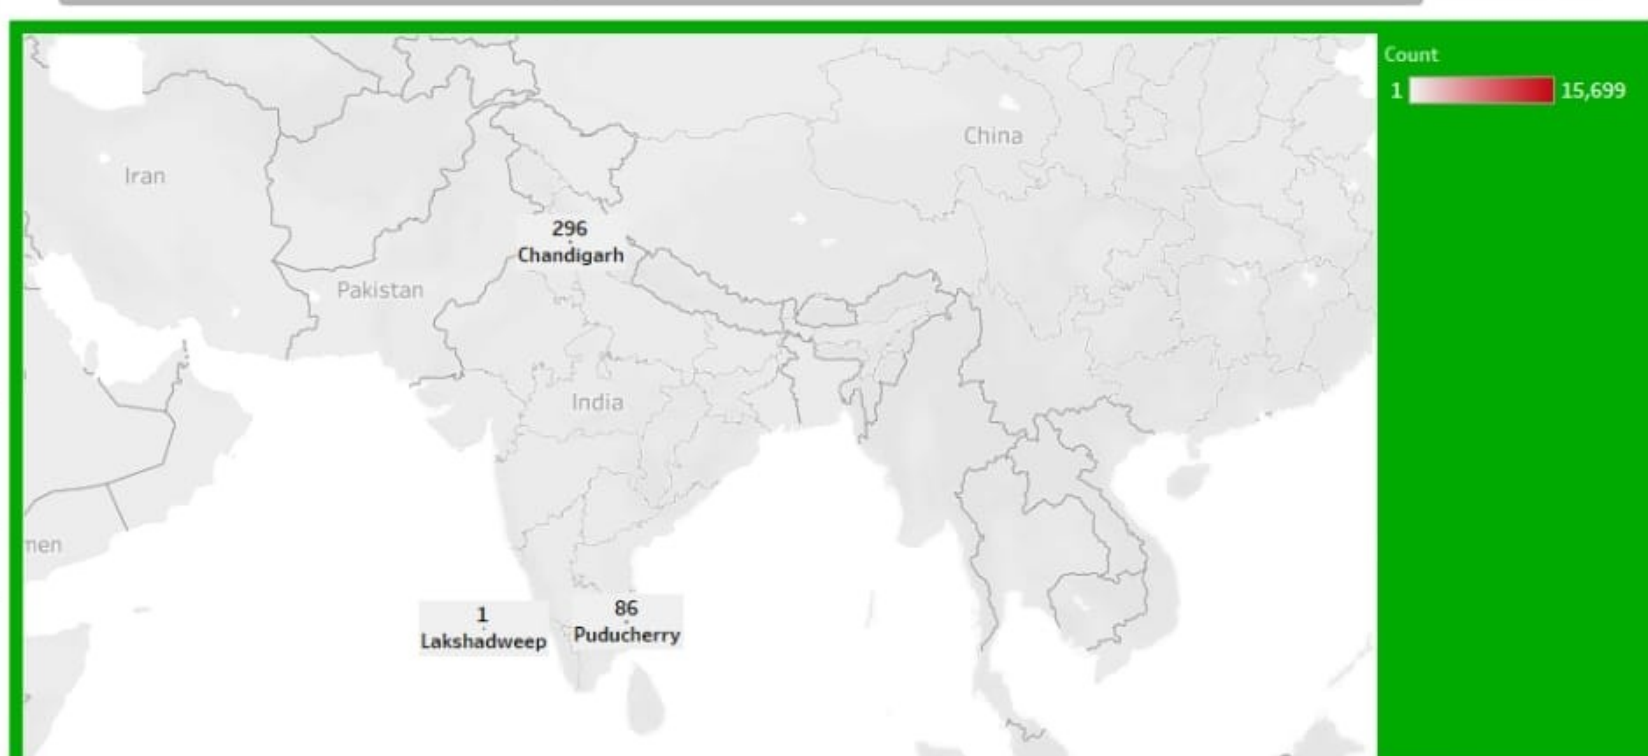 Count
1 15,699
China
Iran
296
Chandigarh
Pakistan
India
men
1
Lakshadweep
86
Puducherry